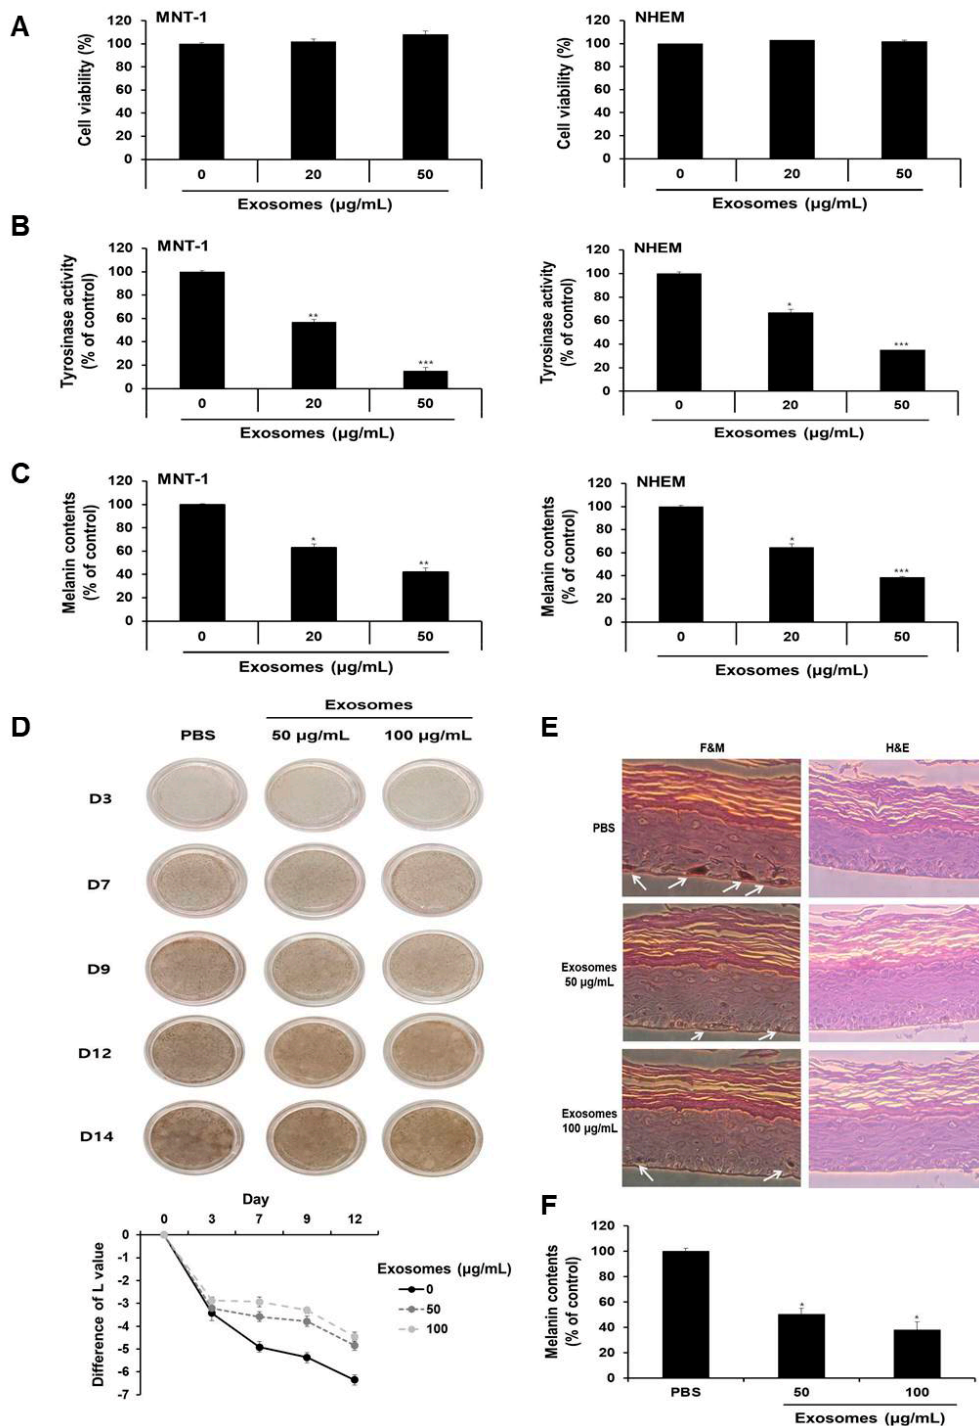 A
MNT-1
Cell viability (%)
120
100
80
60
40
20
0
0 20 50
Exosomes (µg/mL)
NHEM
Cell viability (%)
120
100
80
60
40
20
0
0 20 50
Exosomes (µg/mL)
B
MNT-1
Tyrosinase activity
(% of control)
120
100
80
60
40
20
0
**
***
0 20 50
Exosomes (µg/mL)
NHEM
Tyrosinase activity
(% of control)
120
100
80
60
40
20
0
*
***
0 20 50
Exosomes (µg/mL)
C
MNT-1
Melanin contents
(% of control)
120
100
80
60
40
20
0
*
**
0 20 50
Exosomes (µg/mL)
NHEM
Melanin contents
(% of control)
120
100
80
60
40
20
0
*
***
0 20 50
Exosomes (µg/mL)
D
Exosomes
PBS 50 µg/mL 100 µg/mL
D3
D7
D9
D12
D14
Day
0 3 7 9 12
Difference of L value
0
-1
-2
-3
-4
-5
-6
-7
Exosomes (µg/mL)
0
50
100
E
F&M H&E
PBS
Exosomes
50 µg/mL
Exosomes
100 µg/mL
F
Melanin contents
(% of control)
120
100
80
60
40
20
0
*
*
PBS 50 100
Exosomes (µg/mL)